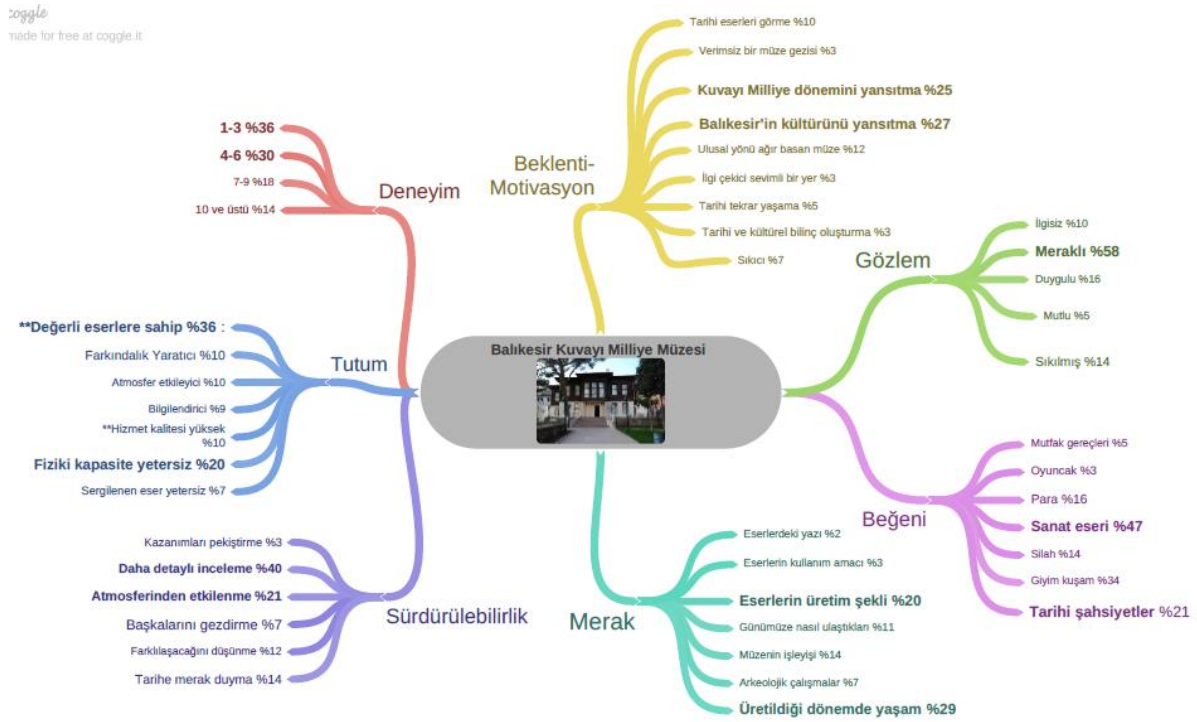 coggle
made for free at coggle.it
Balıkesir Kuvayı Milliye Müzesi
Beklenti-
Motivasyon
Tarihi eserleri görme %10
Verimsiz bir müze gezisi %3
Kuvayı Milliye dönemini yansıtma %25
Balıkesir'in kültürünü yansıtma %27
Ulusal yönü ağır basan müze %12
İlgi çekici sevimli bir yer %3
Tarihi tekrar yaşama %5
Tarihi ve kültürel bilinç oluşturma %3
Sıkıcı %7
Gözlem
İlgisiz %10
Meraklı %58
Duygulu %16
Mutlu %5
Sıkılmış %14
Beğeni
Mutfak gereçleri %5
Oyuncak %3
Para %16
Sanat eseri %47
Silah %14
Giyim kuşam %34
Tarihi şahsiyetler %21
Merak
Eserlerdeki yazı %2
Eserlerin kullanım amacı %3
Eserlerin üretim şekli %20
Günümüze nasıl ulaştıkları %11
Müzenin işleyişi %14
Arkeolojik çalışmalar %7
Üretildiği dönemde yaşam %29
Deneyim
1-3 %36
4-6 %30
7-9 %18
10 ve üstü %14
Tutum
**Değerli eserlere sahip %36 :
Farkındalık Yaratıcı %10
Atmosfer etkileyici %10
Bilgilendirici %9
**Hizmet kalitesi yüksek
%10
Fiziki kapasite yetersiz %20
Sergilenen eser yetersiz %7
Sürdürülebilirlik
Kazanımları pekiştirme %3
Daha detaylı inceleme %40
Atmosferinden etkilenme %21
Başkalarını gezdirme %7
Farklılaşacağını düşünme %12
Tarihe merak duyma %14